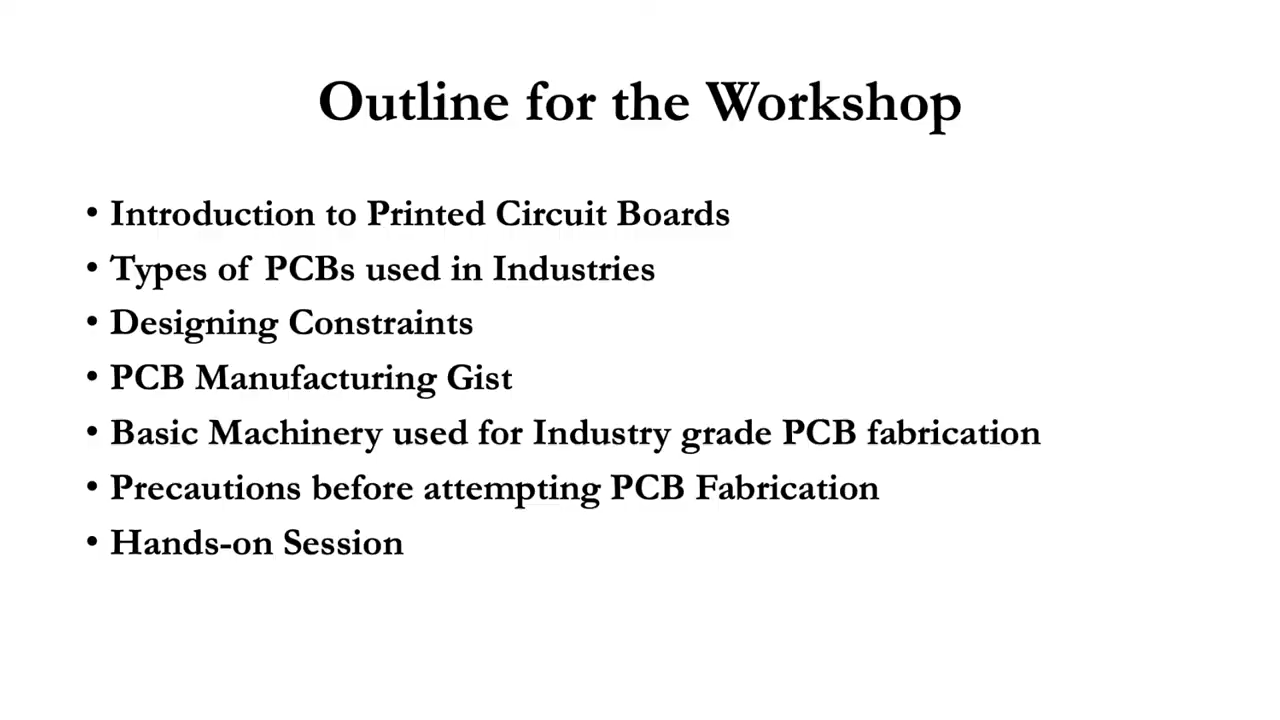 Outline for the Workshop
• Introduction to Printed Circuit Boards
• Types of PCBs used in Industries
• Designing Constraints
• PCB Manufacturing Gist
• Basic Machinery used for Industry grade PCB fabrication
• Precautions before attempting PCB Fabrication
• Hands-on Session